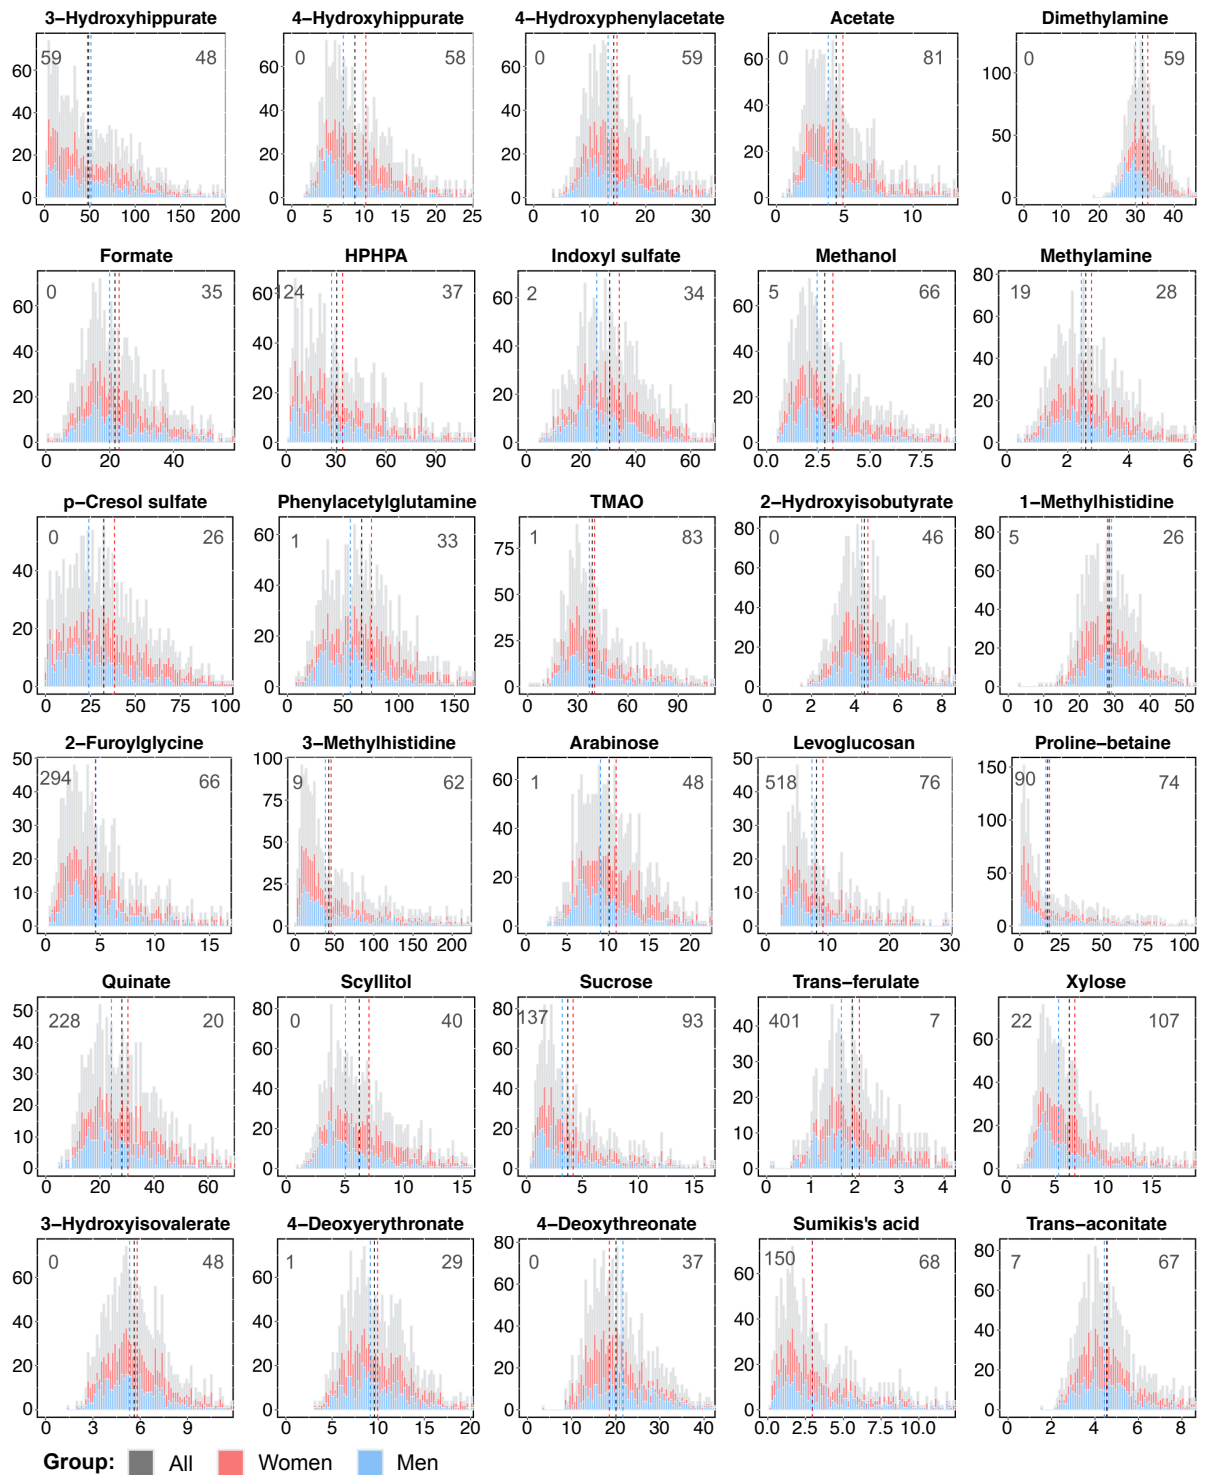 3−Hydroxyhippurate 4−Hydroxyhippurate 4−Hydroxyphenylacetate Acetate Dimethylamine
59 48 0 58 0 59 0 81 0 59
60 40 20 0
60 40 20 0
60 40 20 0
60 40 20 0
100 50 0
0 50 100 150 200 0 5 10 15 20 25 0 10 20 30 0 5 10 0 10 20 30 40
Formate HPHPA Indoxyl sulfate Methanol Methylamine
0 35 124 37 2 34 5 66 19 28
60 40 20 0
60 40 20 0
60 40 20 0
60 40 20 0
80 60 40 20 0
0 20 40 0 30 60 90 0 20 40 60 0.0 2.5 5.0 7.5 0 2 4 6
p−Cresol sulfate Phenylacetylglutamine TMAO 2−Hydroxyisobutyrate 1−Methylhistidine
0 26 1 33 1 83 0 46 5 26
40 20 0
60 40 20 0
75 50 25 0
80 60 40 20 0
80 60 40 20 0
0 25 50 75 100 0 50 100 150 0 30 60 90 0 2 4 6 8 0 10 20 30 40 50
2−Furoylglycine 3−Methylhistidine Arabinose Levoglucosan Proline−betaine
294 66 9 62 1 48 518 76 90 74
50 40 30 20 10 0
100 75 50 25 0
60 40 20 0
50 40 30 20 10 0
150 100 50 0
0 5 10 15 0 50 100 150 200 0 5 10 15 20 0 10 20 30 0 25 50 75 100
Quinate Scyllitol Sucrose Trans−ferulate Xylose
228 20 0 40 137 93 401 7 22 107
50 40 30 20 10 0
80 60 40 20 0
80 60 40 20 0
40 30 20 10 0
80 60 40 20 0
0 20 40 60 0 5 10 15 0 5 10 15 0 1 2 3 4 0 5 10 15
3−Hydroxyisovalerate 4−Deoxyerythronate 4−Deoxythreonate Sumikis's acid Trans−aconitate
0 48 1 29 0 37 150 68 7 67
60 40 20 0
60 40 20 0
80 60 40 20 0
60 40 20 0
80 60 40 20 0
0 3 6 9 0 5 10 15 20 0 10 20 30 40 0.0 2.5 5.0 7.5 10.0 0 2 4 6 8
Group: All Women Men